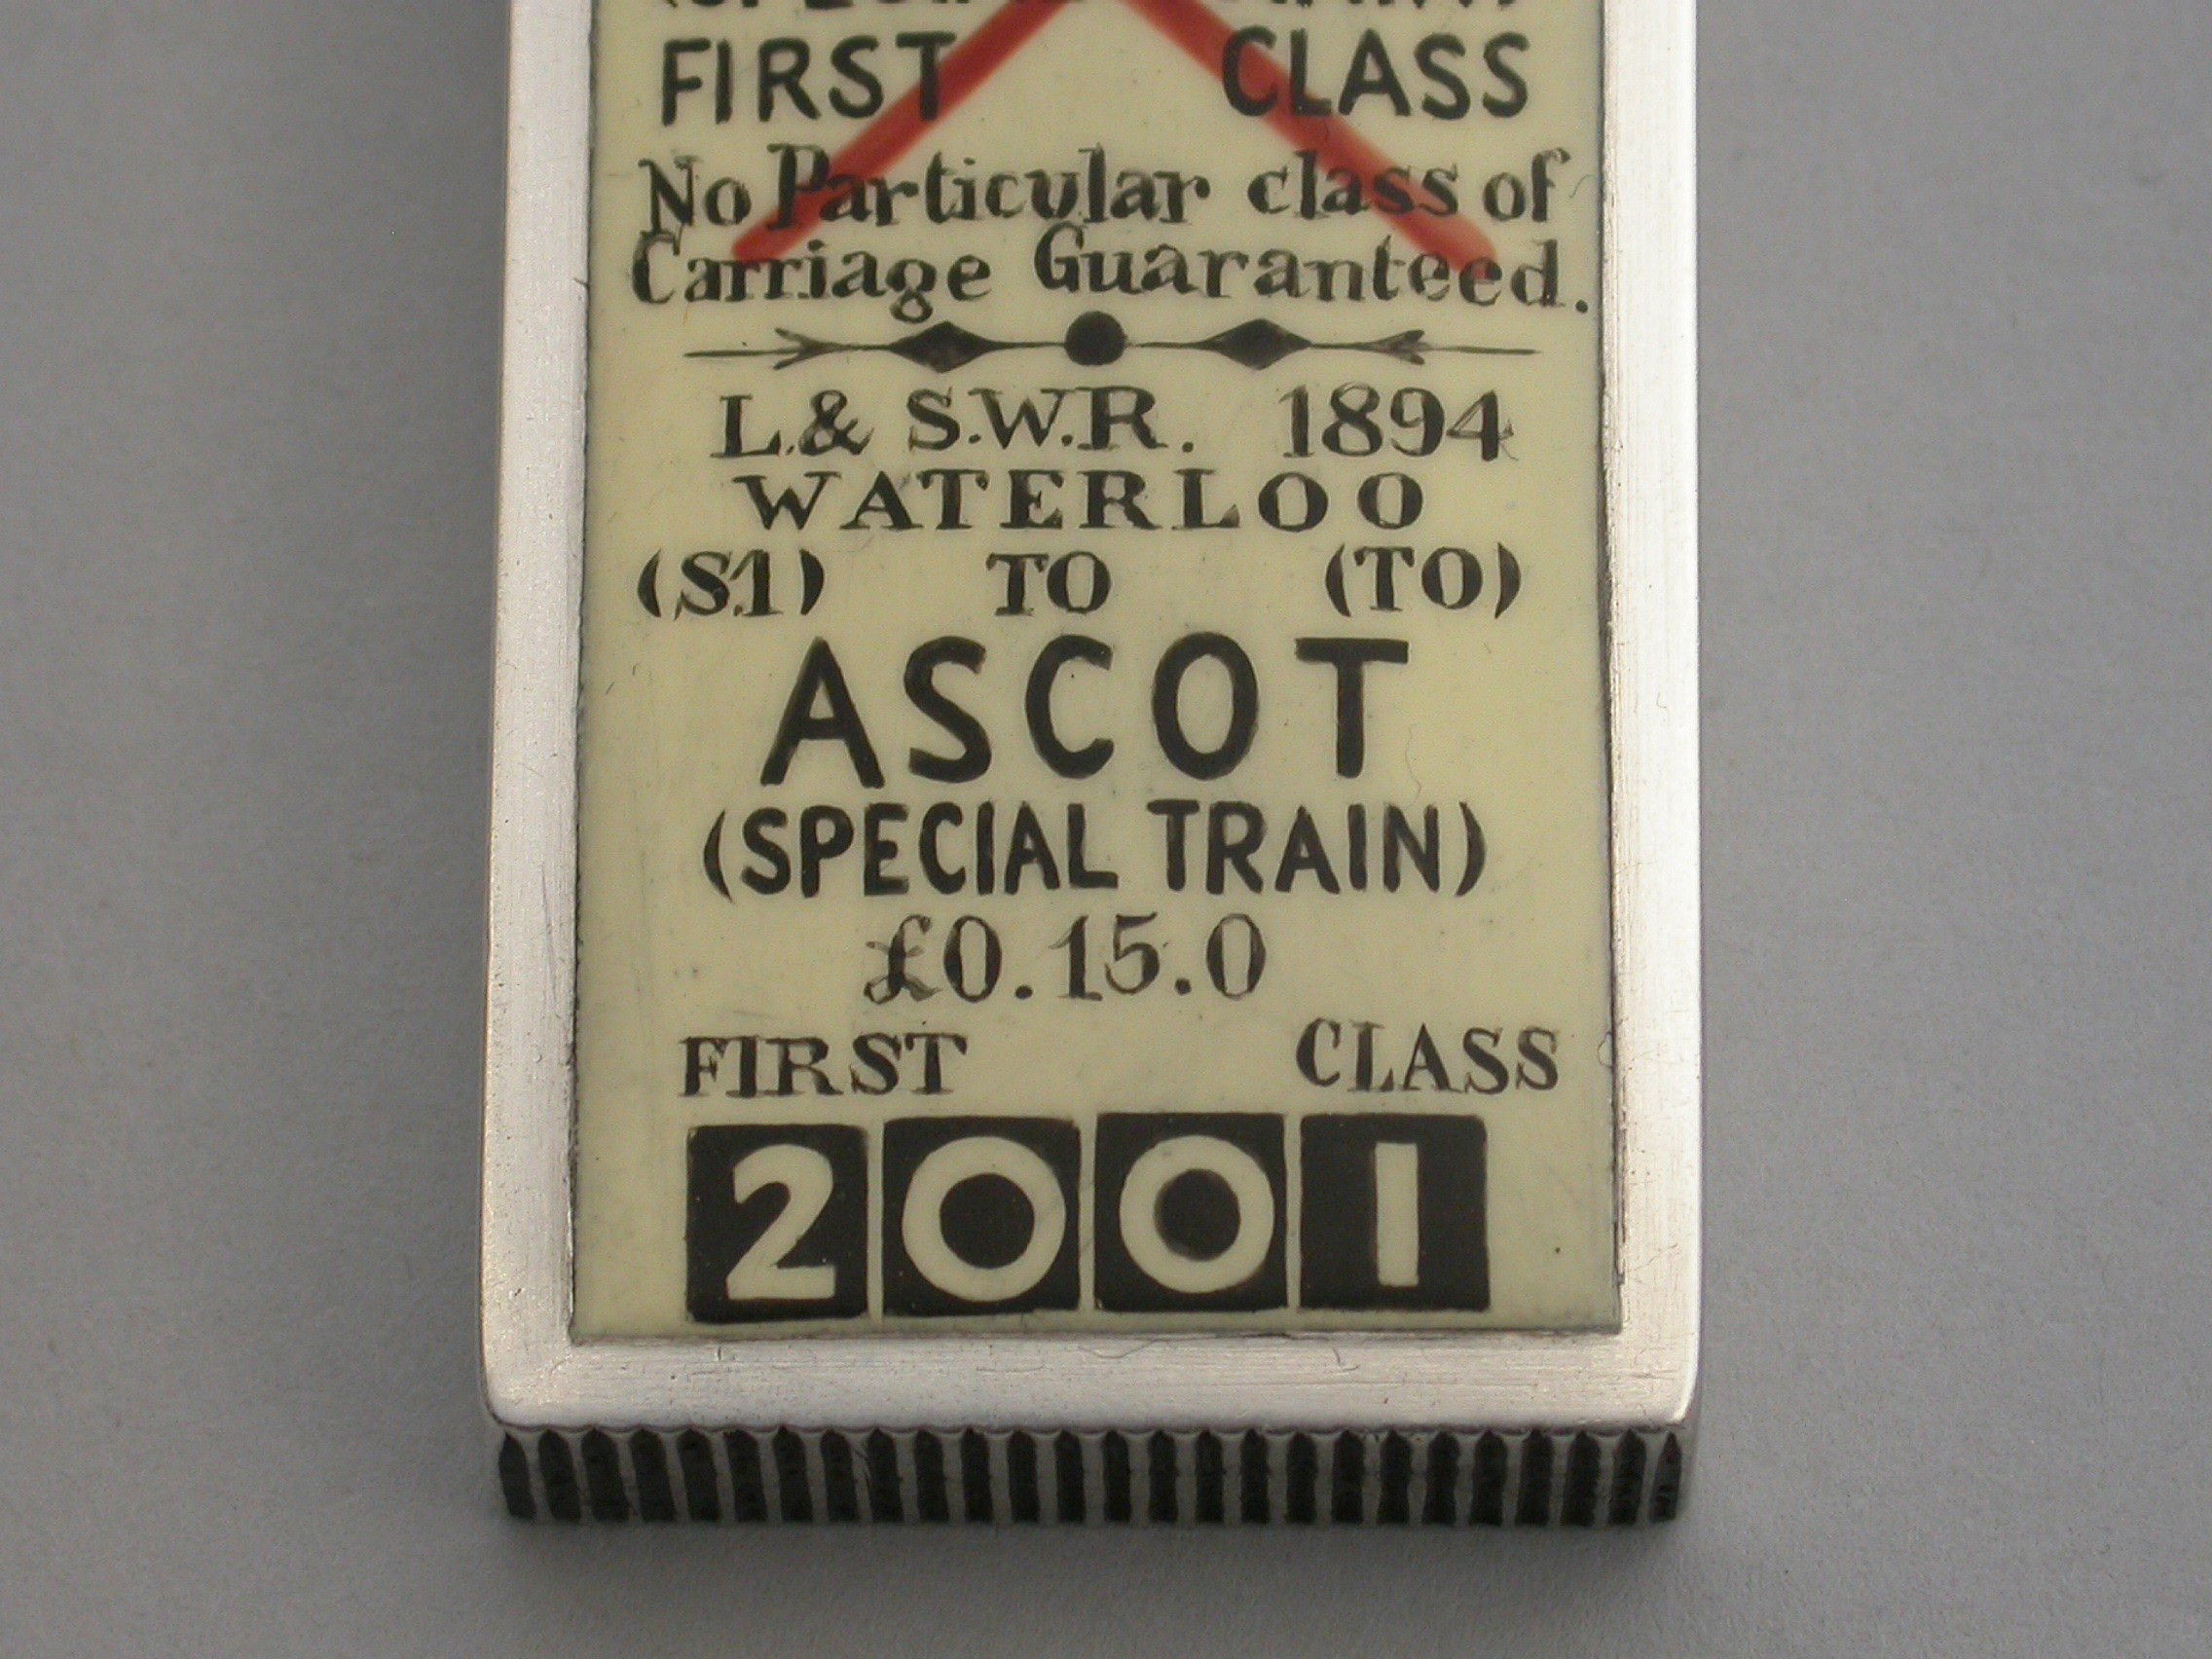 FIRST CLASS
No Particular class of
Carriage Guaranteed.
L.& S.W.R. 1894
WATERLOO
(S.1) TO (TO)
ASCOT
(SPECIAL TRAIN)
£0.15.0
FIRST CLASS
2001